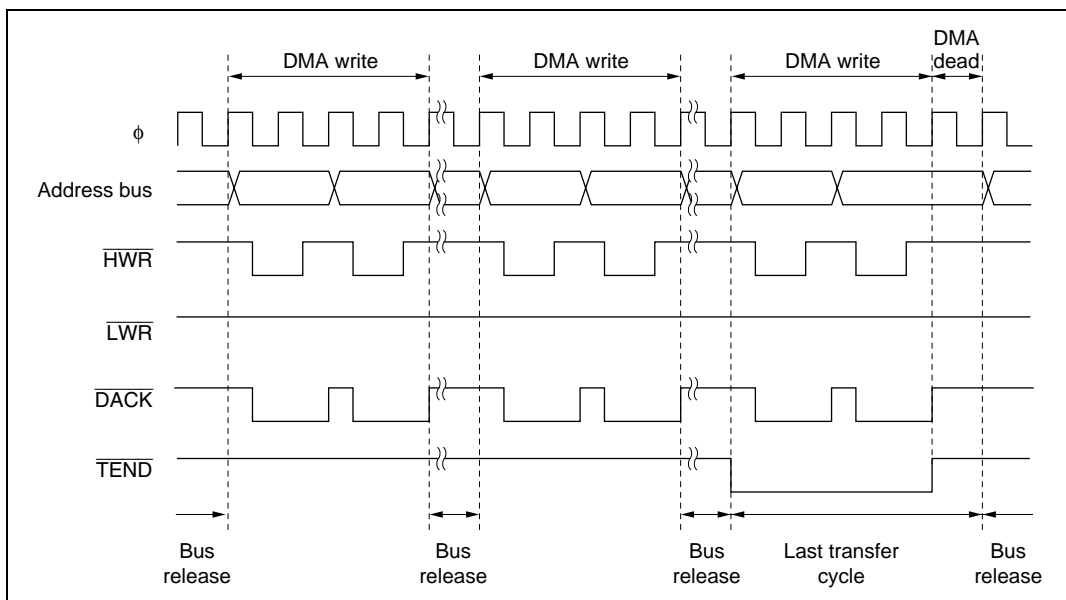 DMA
dead
DMA write
DMA write
DMA write
ϕ
Address bus
HWR
LWR
DACK
TEND
Bus
release
Bus
release
Bus
release
Last transfer
cycle
Bus
release